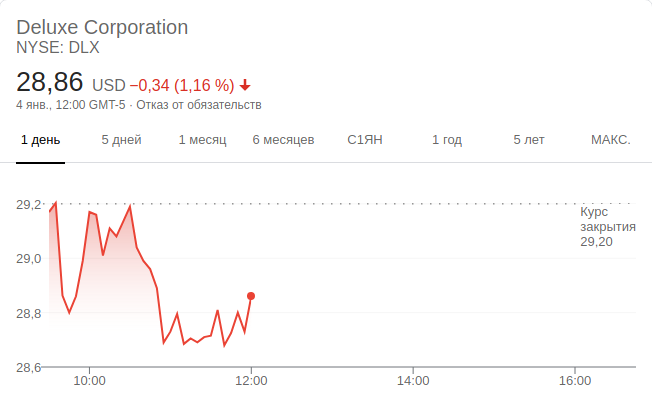 Deluxe Corporation
NYSE: DLX
28,86 USD −0,34 (1,16 %)
4 янв., 12:00 GMT-5 · Отказ от обязательств
1 день 5 дней 1 месяц 6 месяцев С1ЯН 1 год 5 лет МАКС.
29,2
Курс
закрытия
29,20
29,0
28,8
28,6
10:00 12:00 14:00 16:00